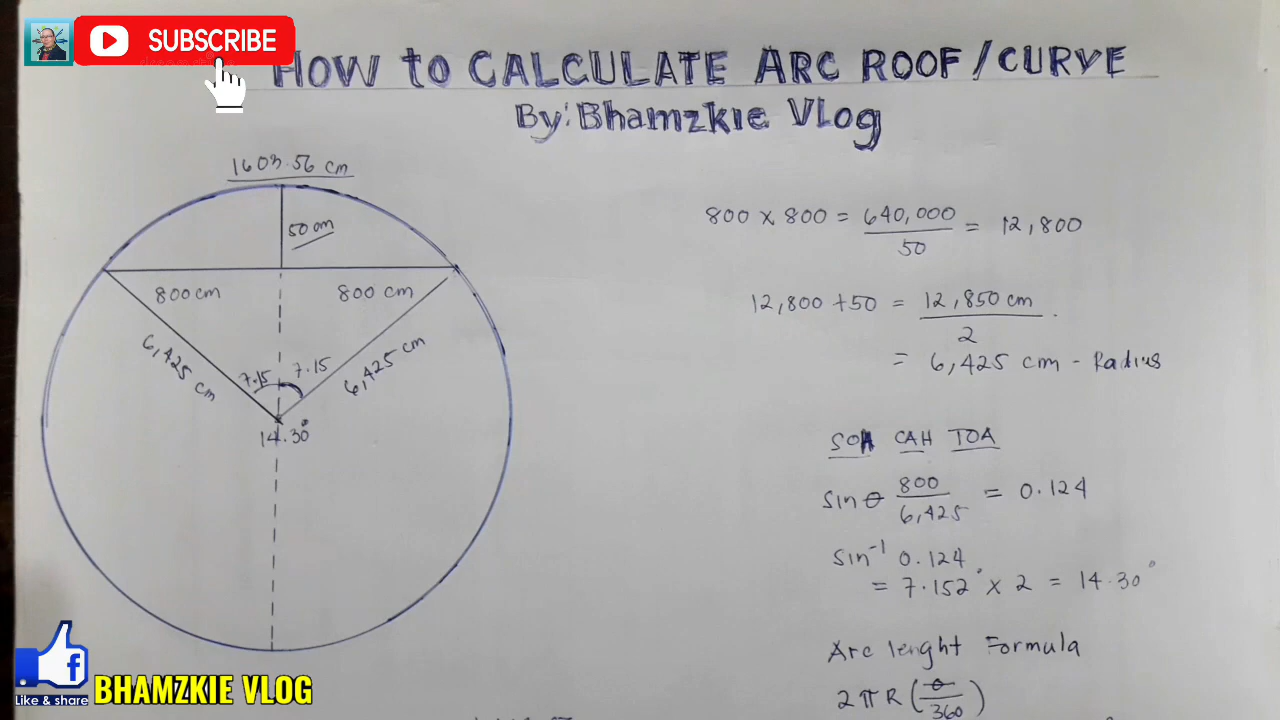 SUBSCRIBE
HOW to CALCULATE ARC ROOF/CURVE
By: Bhamzkie Vlog
1603.56 cm
50 cm
800 cm 800 cm
6,425 cm 6,425 cm
7.15 7.15
14.30°
800 x 800 = 640,000 / 50 = 12,800
12,800 + 50 = 12,850 cm / 2
= 6,425 cm - Radius
SOH CAH TOA
sin θ 800 / 6,425 = 0.124
sin⁻¹ 0.124
= 7.152° x 2 = 14.30°
Arc lenght Formula
2πR (θ/360)
Like & share
BHAMZKIE VLOG